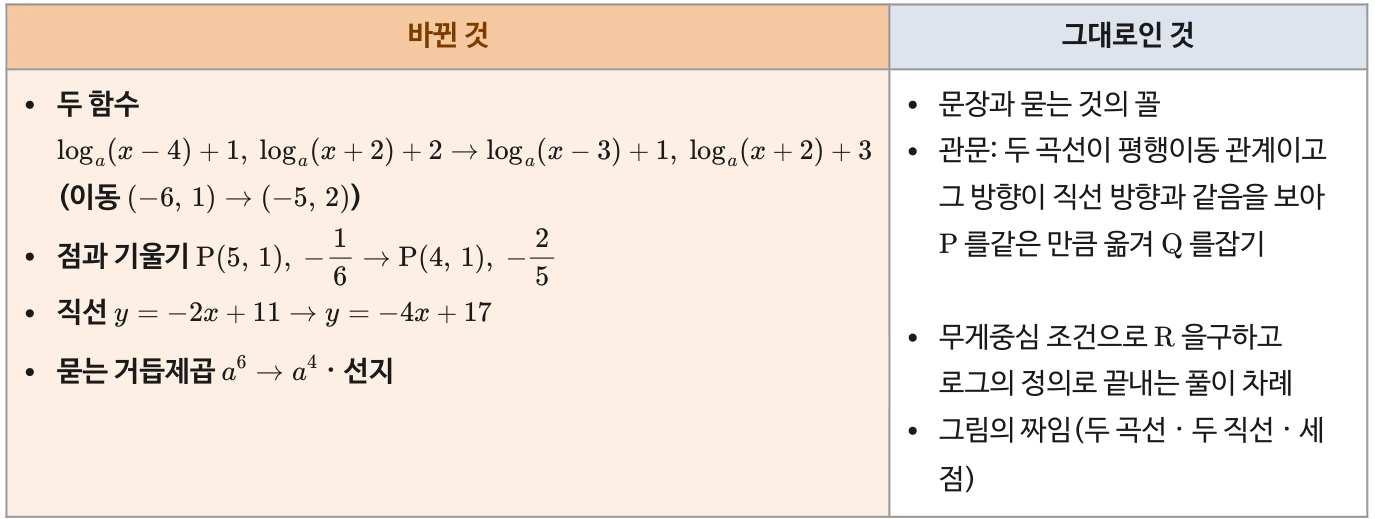 바뀐 것
그대로인 것
• 두 함수
logₐ(x − 4) + 1, logₐ(x + 2) + 2 → logₐ(x − 3) + 1, logₐ(x + 2) + 3
(이동 (−6, 1) → (−5, 2))
• 점과 기울기 P(5, 1), −1/6 → P(4, 1), −2/5
• 직선 y = −2x + 11 → y = −4x + 17
• 묻는 거듭제곱 a⁶ → a⁴ · 선지
• 문장과 묻는 것의 꼴
• 관문: 두 곡선이 평행이동 관계이고
그 방향이 직선 방향과 같음을 보아
P 를같은 만큼 옮겨 Q 를잡기
• 무게중심 조건으로 R 을구하고
로그의 정의로 끝내는 풀이 차례
• 그림의 짜임(두 곡선 · 두 직선 · 세
점)